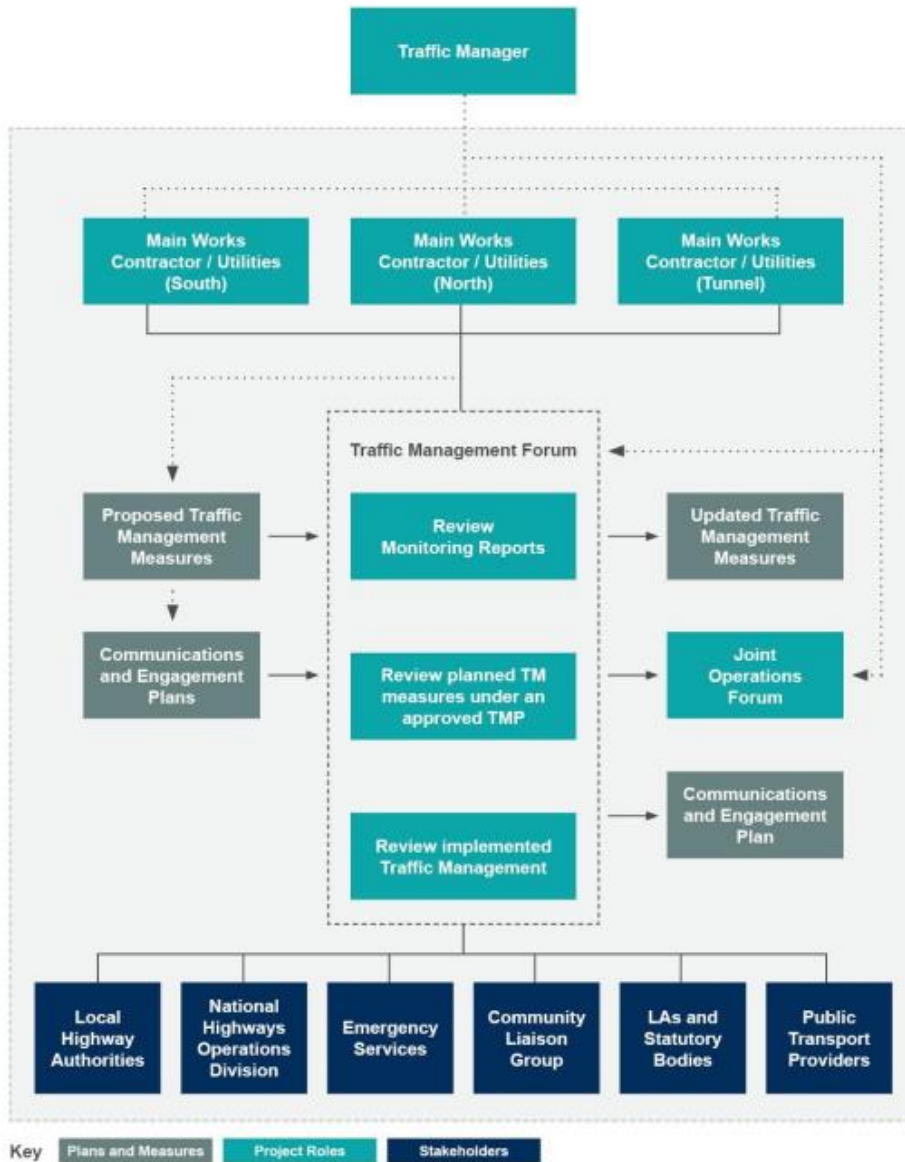 Traffic Manager
Main Works
Contractor / Utilities
(South)
Main Works
Contractor / Utilities
(North)
Main Works
Contractor / Utilities
(Tunnel)
Traffic Management Forum
Proposed Traffic
Management
Measures
Review
Monitoring Reports
Updated Traffic
Management
Measures
Communications
and Engagement
Plans
Review planned TM
measures under an
approved TMP
Joint
Operations
Forum
Review implemented
Traffic Management
Communications
and Engagement
Plan
Local
Highway
Authorities
National
Highways
Operations
Division
Emergency
Services
Community
Liaison
Group
LAs and
Statutory
Bodies
Public
Transport
Providers
Key
Plans and Measures
Project Roles
Stakeholders